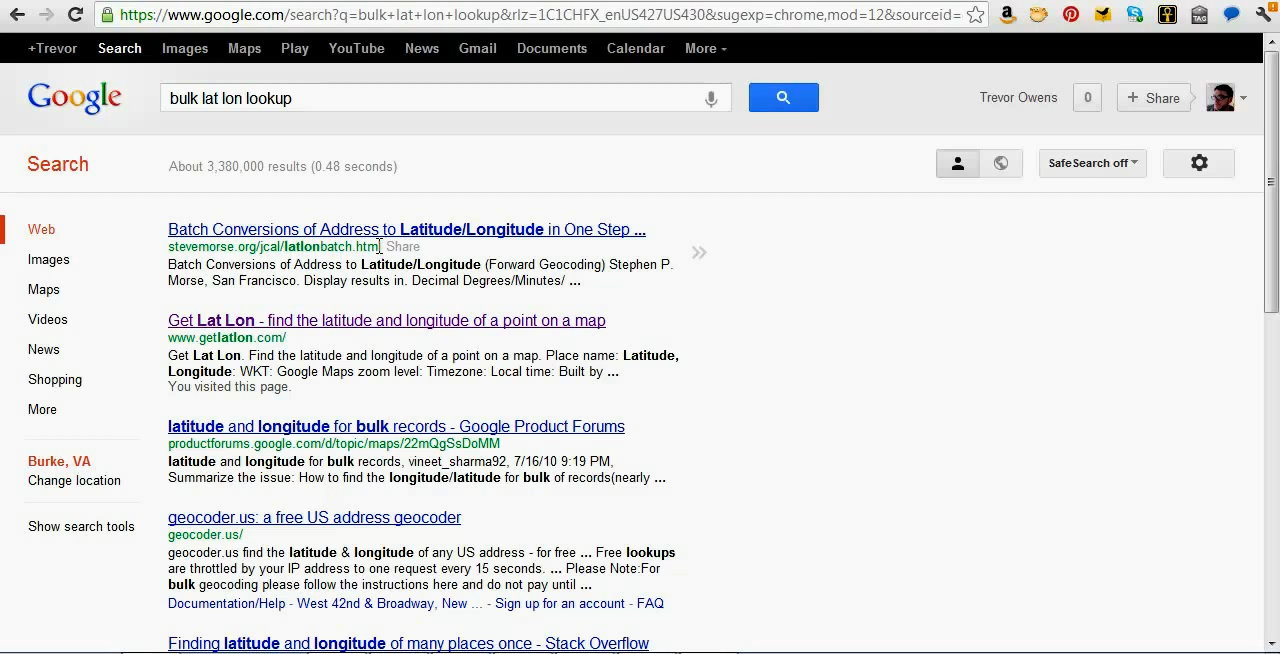 https://www.google.com/search?q=bulk+lat+lon+lookup&rlz=1C1CHFX_enUS427US430&sugexp=chrome,mod=12&sourceid=
+Trevor Search Images Maps Play YouTube News Gmail Documents Calendar More
Google bulk lat lon lookup Trevor Owens 0 + Share
Search About 3,380,000 results (0.48 seconds) SafeSearch off
Web
Images
Maps
Videos
News
Shopping
More
Burke, VA
Change location
Show search tools
Batch Conversions of Address to Latitude/Longitude in One Step ...
stevemorse.org/jcal/latlonbatch.html Share
Batch Conversions of Address to Latitude/Longitude (Forward Geocoding) Stephen P.
Morse, San Francisco. Display results in. Decimal Degrees/Minutes/ ...
Get Lat Lon - find the latitude and longitude of a point on a map
www.getlatlon.com/
Get Lat Lon. Find the latitude and longitude of a point on a map. Place name: Latitude,
Longitude: WKT: Google Maps zoom level: Timezone: Local time: Built by ...
You visited this page.
latitude and longitude for bulk records - Google Product Forums
productforums.google.com/d/topic/maps/22mQgSsDoMM
latitude and longitude for bulk records, vineet_sharma92, 7/16/10 9:19 PM,
Summarize the issue: How to find the longitude/latitude for bulk of records(nearly ...
geocoder.us: a free US address geocoder
geocoder.us/
geocoder.us find the latitude & longitude of any US address - for free ... Free lookups
are throttled by your IP address to one request every 15 seconds. ... Please Note:For
bulk geocoding please follow the instructions here and do not pay until ...
Documentation/Help - West 42nd & Broadway, New ... - Sign up for an account - FAQ
Finding latitude and longitude of many places once - Stack Overflow